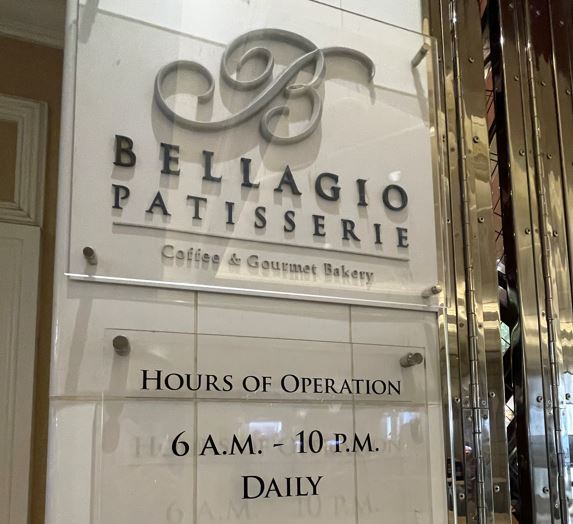 B
BELLAGIO
PATISSERIE
Coffee & Gourmet Bakery
HOURS OF OPERATION
6 A.M. - 10 P.M.
DAILY